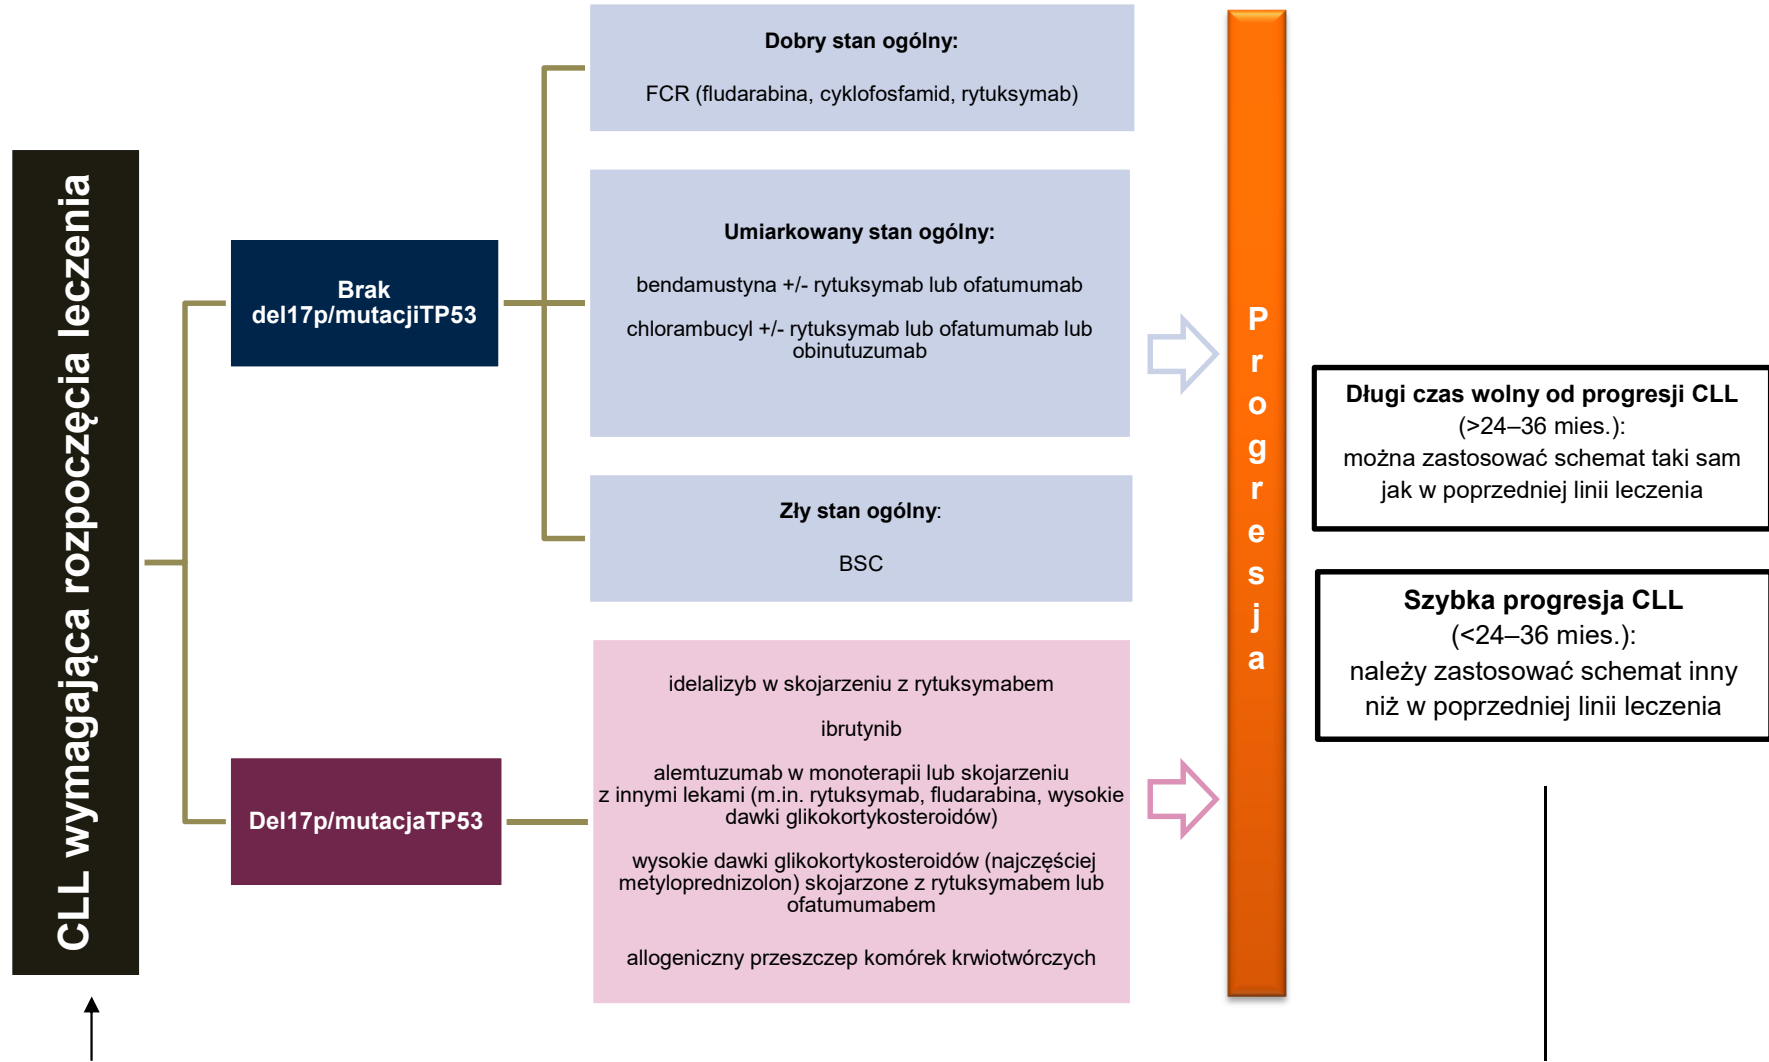 CLL wymagająca rozpoczęcia leczenia
Brak
del17p/mutacjiTP53
Del17p/mutacjaTP53
Dobry stan ogólny:
FCR (fludarabina, cyklofosfamid, rytuksymab)
Umiarkowany stan ogólny:
bendamustyna +/- rytuksymab lub ofatumumab
chlorambucyl +/- rytuksymab lub ofatumumab lub
obinutuzumab
Zły stan ogólny:
BSC
idelalizyb w skojarzeniu z rytuksymabem
ibrutynib
alemtuzumab w monoterapii lub skojarzeniu
z innymi lekami (m.in. rytuksymab, fludarabina, wysokie
dawki glikokortykosteroidów)
wysokie dawki glikokortykosteroidów (najczęściej
metyloprednizolon) skojarzone z rytuksymabem lub
ofatumumabem
allogeniczny przeszczep komórek krwiotwórczych
Progresja
Długi czas wolny od progresji CLL
(>24–36 mies.):
można zastosować schemat taki sam
jak w poprzedniej linii leczenia
Szybka progresja CLL
(<24–36 mies.):
należy zastosować schemat inny
niż w poprzedniej linii leczenia